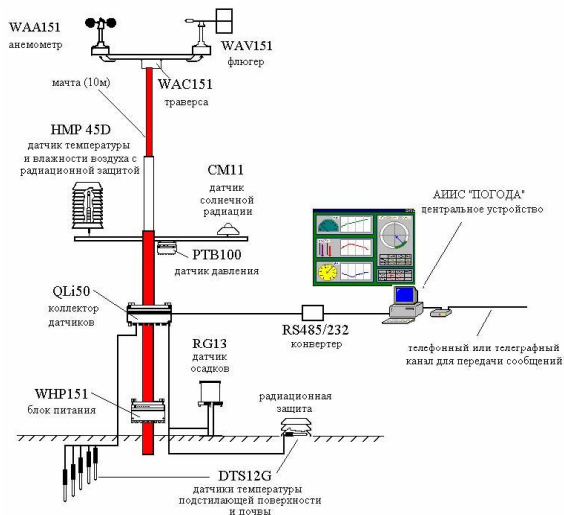 WAA151
анемометр
WAV151
флюгер
WAC151
траверса
мачта (10м)
HMP 45D
датчик температуры
и влажности воздуха с
радиационной защитой
CM11
датчик
солнечной
радиации
АИИС "ПОГОДА"
центральное устройство
PTB100
датчик давления
QLi50
коллектор
датчиков
RS485/232
конвертер
телефонный или телеграфный
канал для передачи сообщений
RG13
датчик
осадков
WHP151
блок питания
радиационная
защита
DTS12G
датчики температуры
подстилающей поверхности
и почвы